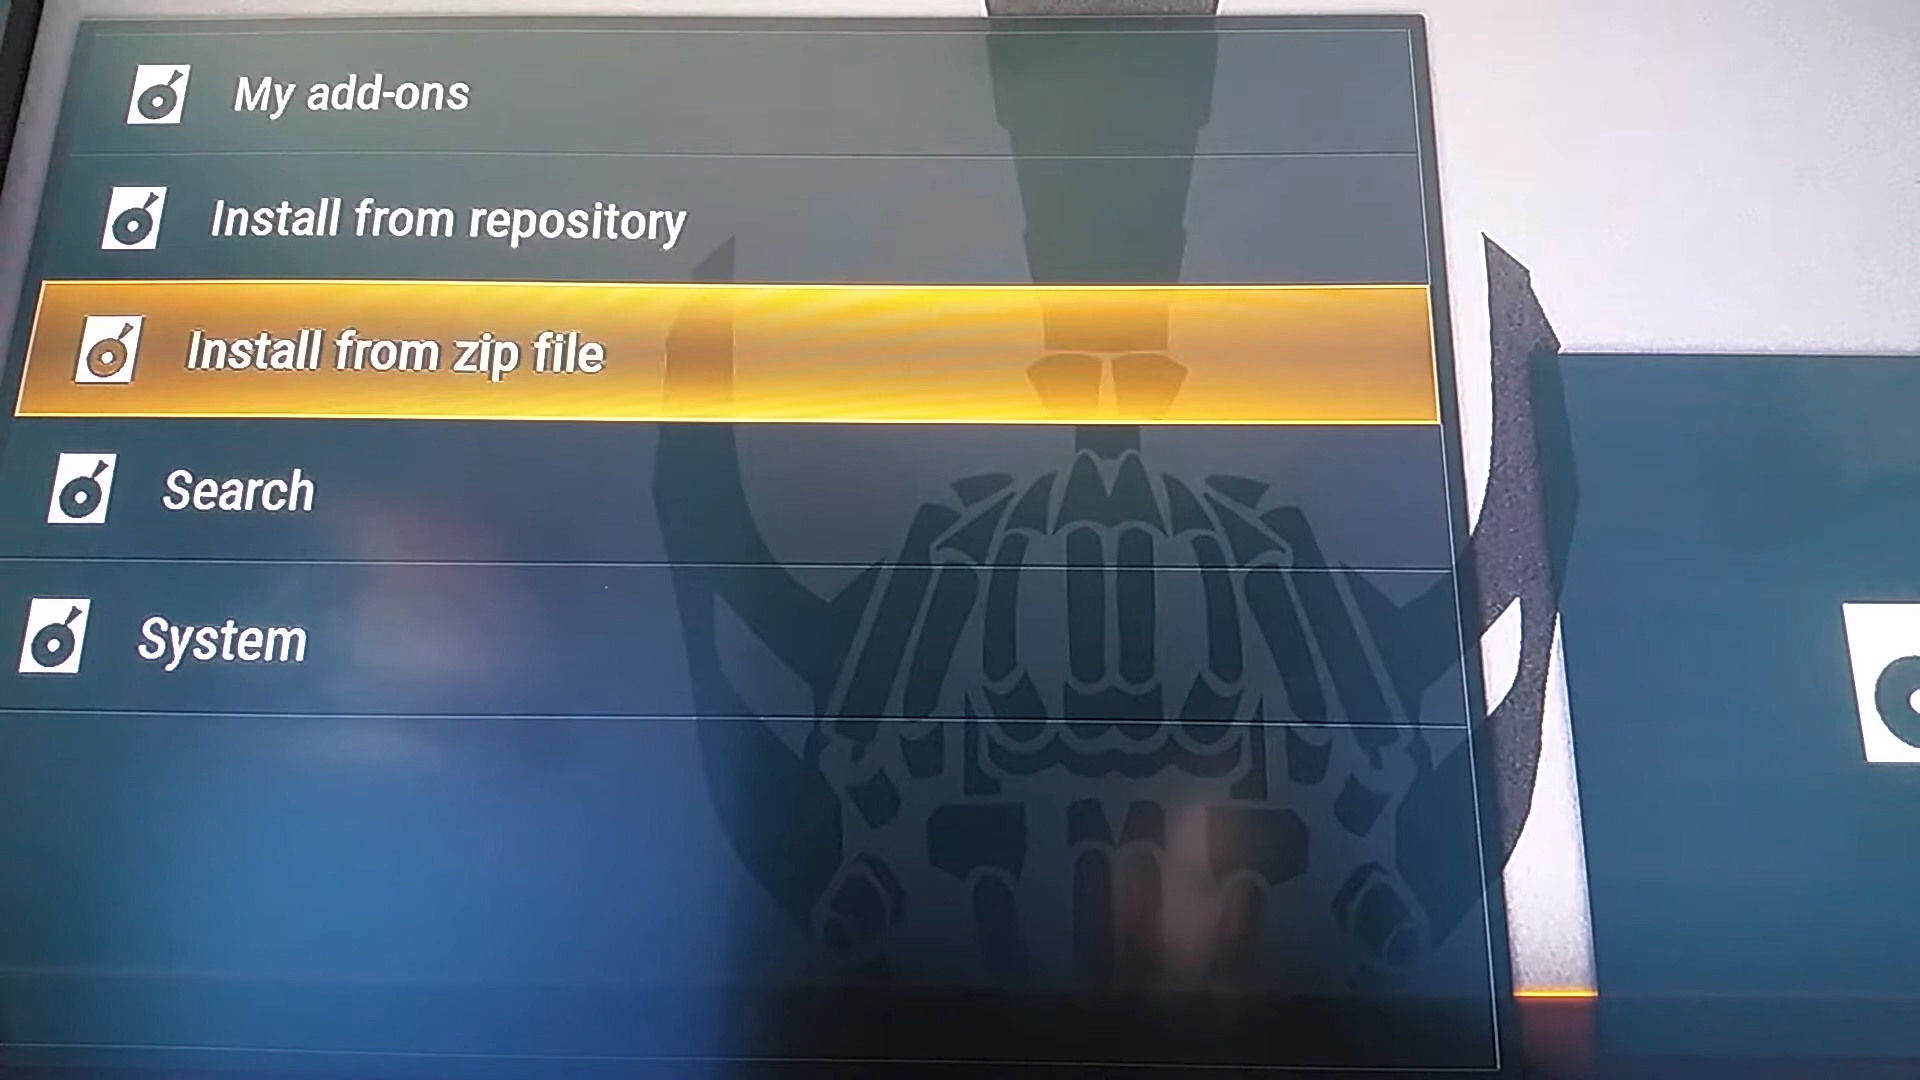 My add-ons
Install from repository
Install from zip file
Search
System